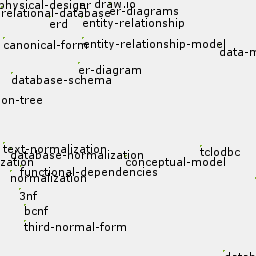 physical-design er draw.io
relational-database er-diagrams
erd entity-relationship
canonical-form entity-relationship-model
data-m
er-diagram
database-schema
on-tree
text-normalization tclodbc
database-normalization
zation conceptual-model
functional-dependencies
normalization
3nf
bcnf
third-normal-form